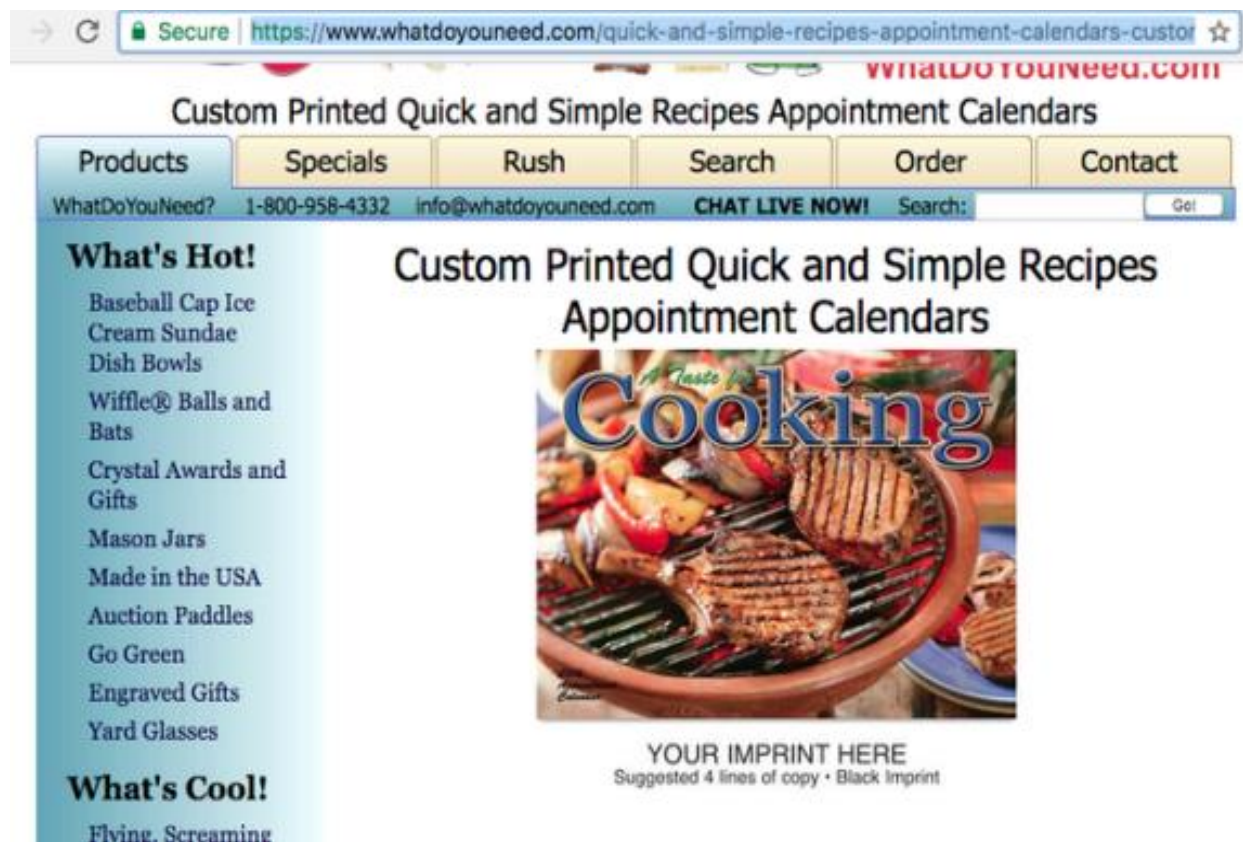 Secure https://www.whatdoyouneed.com/quick-and-simple-recipes-appointment-calendars-custor
WhatDoYouNeed.com
Custom Printed Quick and Simple Recipes Appointment Calendars
Products Specials Rush Search Order Contact
WhatDoYouNeed? 1-800-958-4332 info@whatdoyouneed.com CHAT LIVE NOW! Search: Go!
What's Hot!
Baseball Cap Ice
Cream Sundae
Dish Bowls
Wiffle® Balls and
Bats
Crystal Awards and
Gifts
Mason Jars
Made in the USA
Auction Paddles
Go Green
Engraved Gifts
Yard Glasses
What's Cool!
Flying, Screaming
Custom Printed Quick and Simple Recipes
Appointment Calendars
A Taste for
Cooking
Calendar
YOUR IMPRINT HERE
Suggested 4 lines of copy • Black Imprint